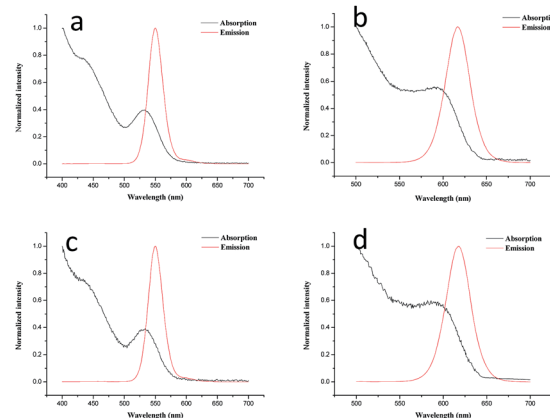 a
Absorption
Emission
Normalized intensity
1.0
0.8
0.6
0.4
0.2
0.0
400 450 500 550 600 650 700
Wavelength (nm)
b
Absorption
Emission
Normalized intensity
1.0
0.8
0.6
0.4
0.2
0.0
500 550 600 650 700
Wavelength (nm)
c
Absorption
Emission
Normalized intensity
1.0
0.8
0.6
0.4
0.2
0.0
400 450 500 550 600 650 700
Wavelength (nm)
d
Absorption
Emission
Normalized intensity
1.0
0.8
0.6
0.4
0.2
0.0
500 550 600 650 700
Wavelength (nm)